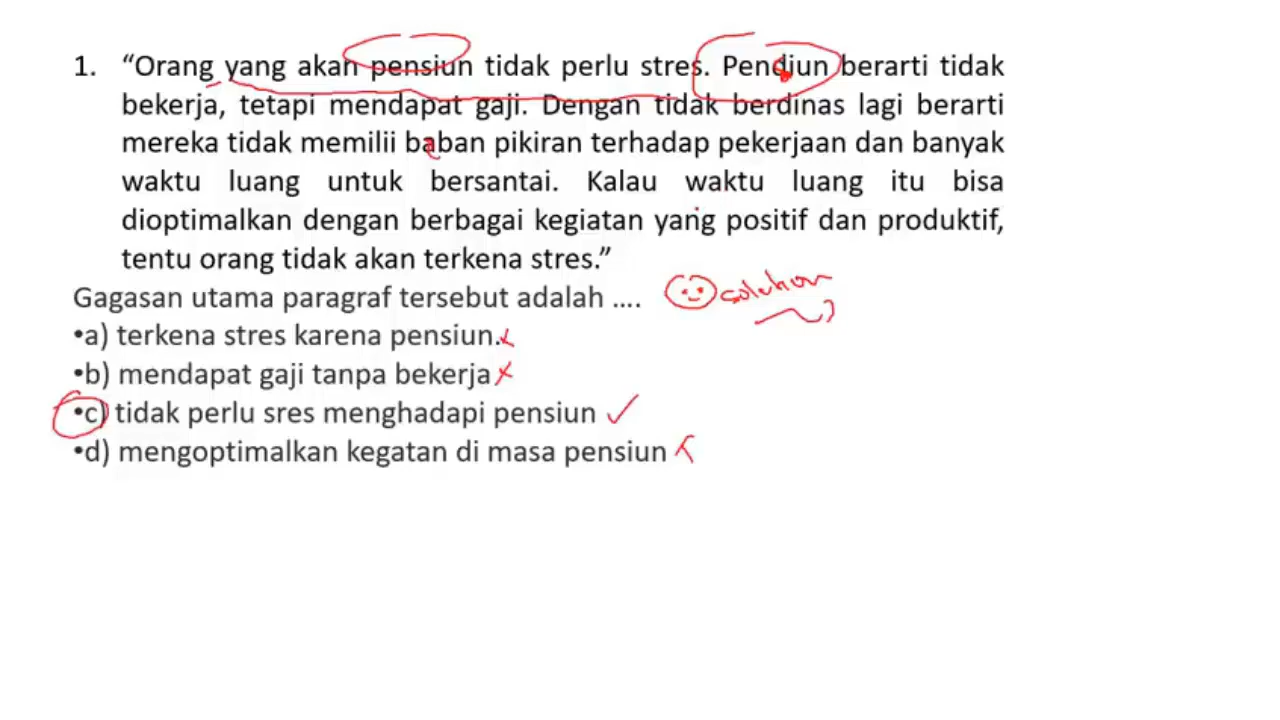 1. “Orang yang akan pensiun tidak perlu stres. Pendiun berarti tidak
bekerja, tetapi mendapat gaji. Dengan tidak berdinas lagi berarti
mereka tidak memilii baban pikiran terhadap pekerjaan dan banyak
waktu luang untuk bersantai. Kalau waktu luang itu bisa
dioptimalkan dengan berbagai kegiatan yang positif dan produktif,
tentu orang tidak akan terkena stres.”
Gagasan utama paragraf tersebut adalah ....
•a) terkena stres karena pensiun.
•b) mendapat gaji tanpa bekerja
•c) tidak perlu sres menghadapi pensiun
•d) mengoptimalkan kegatan di masa pensiun